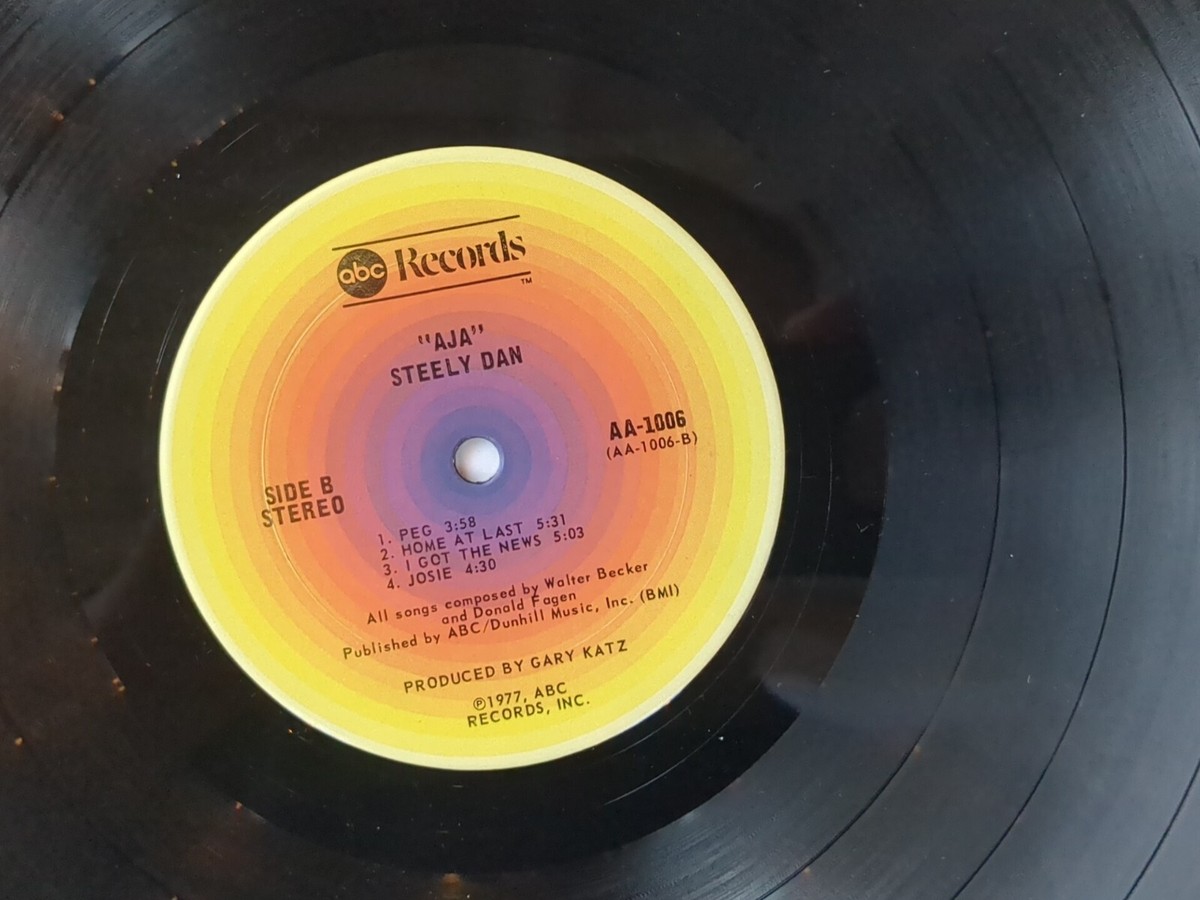 abc Records
™
"AJA"
STEELY DAN
AA-1006
(AA-1006-B)
SIDE B
STEREO
1. PEG 3:58
2. HOME AT LAST 5:31
3. I GOT THE NEWS 5:03
4. JOSIE 4:30
All songs composed by Walter Becker
and Donald Fagen
Published by ABC/Dunhill Music, Inc. (BMI)
PRODUCED BY GARY KATZ
℗1977, ABC
RECORDS, INC.